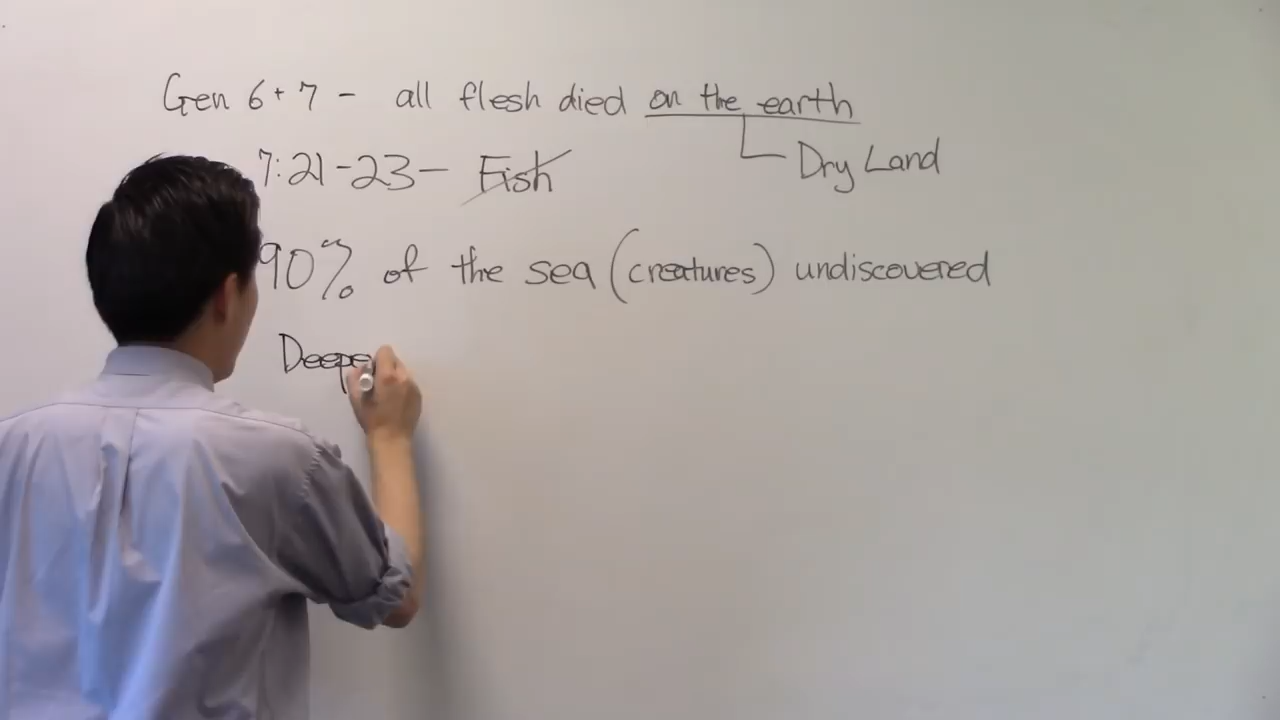 Gen 6 + 7 - all flesh died on the earth
Dry Land
7:21-23- Fish
90% of the sea (creatures) undiscovered
Deepe